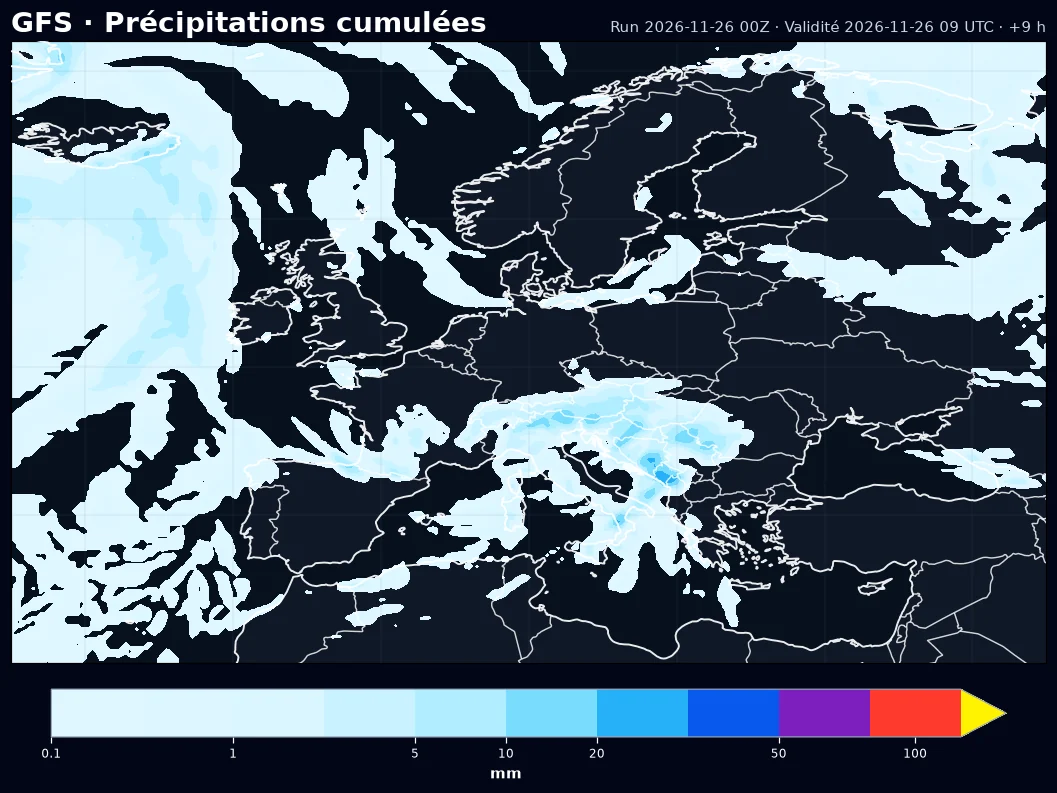 GFS · Précipitations cumulées
Run 2026-11-26 00Z · Validité 2026-11-26 09 UTC · +9 h
0.1 1 5 10 20 50 100
mm